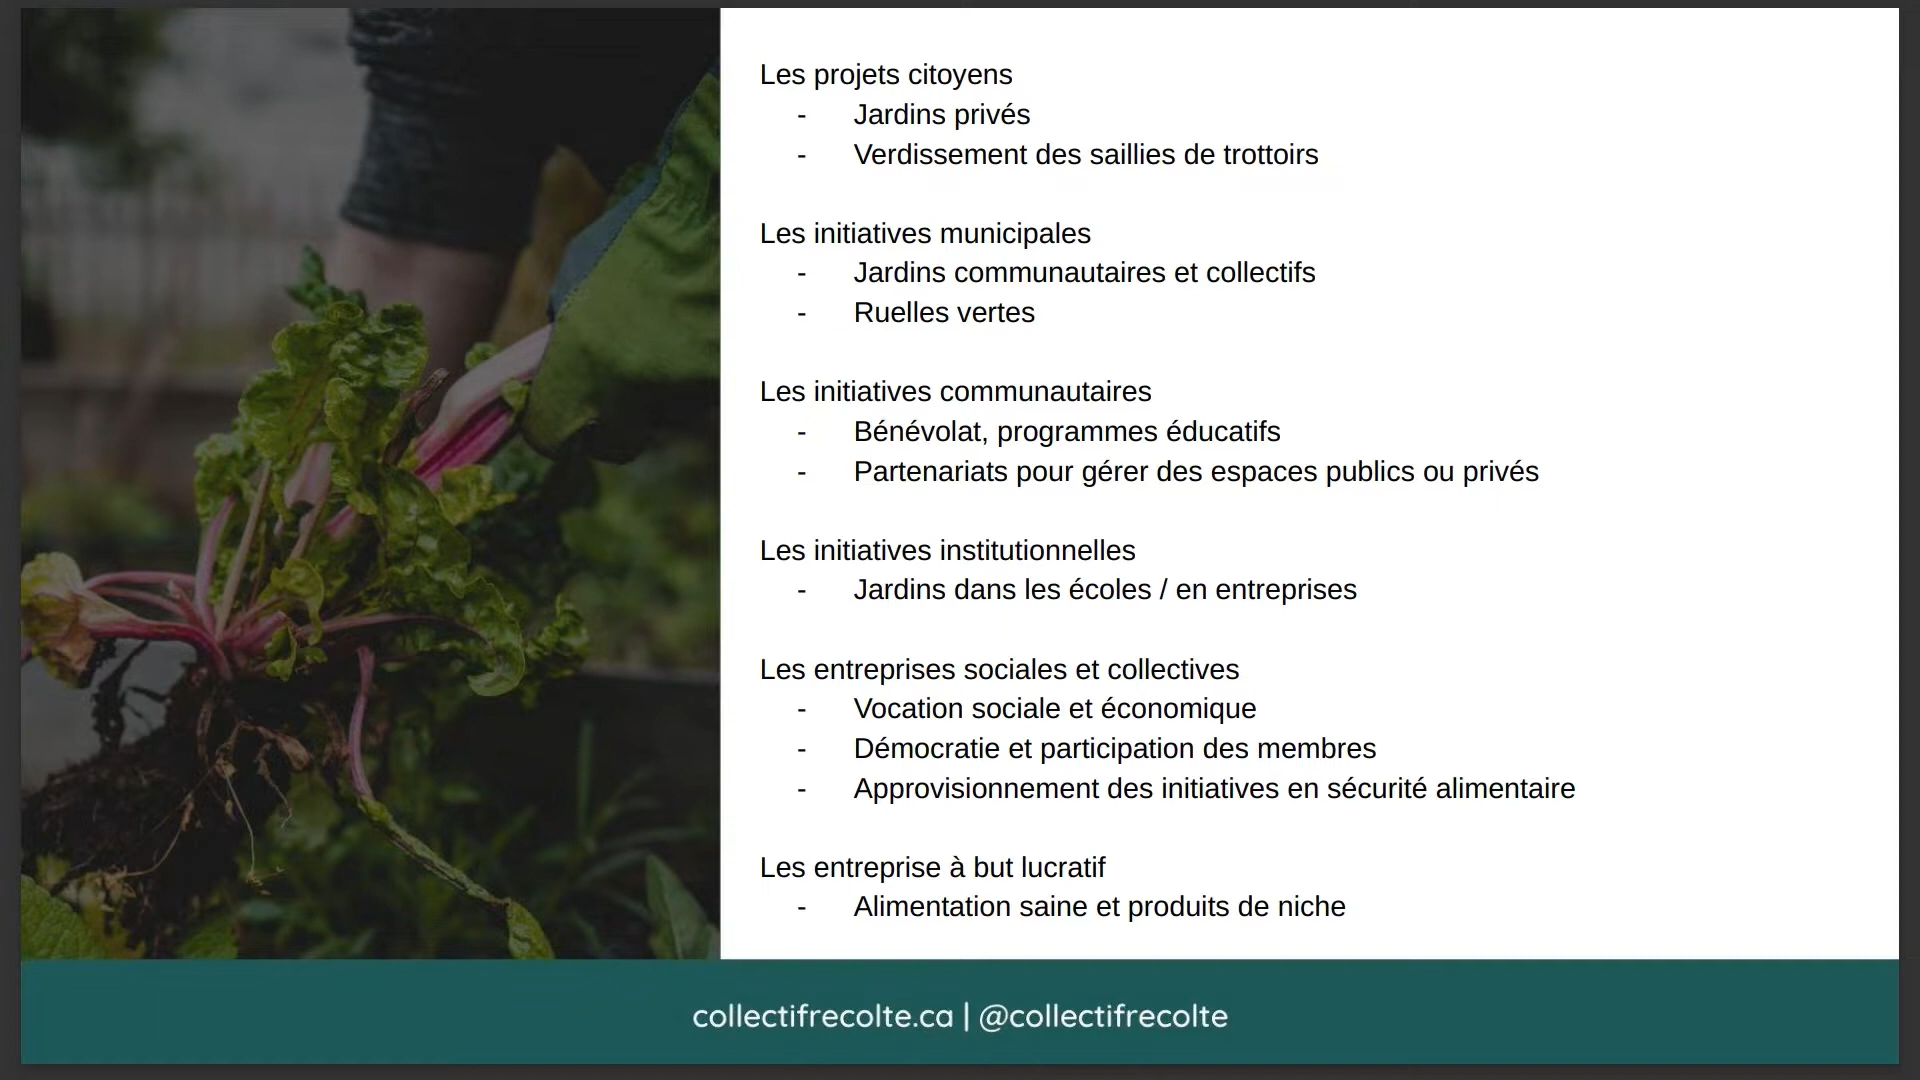 Les projets citoyens
- Jardins privés
- Verdissement des saillies de trottoirs
Les initiatives municipales
- Jardins communautaires et collectifs
- Ruelles vertes
Les initiatives communautaires
- Bénévolat, programmes éducatifs
- Partenariats pour gérer des espaces publics ou privés
Les initiatives institutionnelles
- Jardins dans les écoles / en entreprises
Les entreprises sociales et collectives
- Vocation sociale et économique
- Démocratie et participation des membres
- Approvisionnement des initiatives en sécurité alimentaire
Les entreprise à but lucratif
- Alimentation saine et produits de niche
collectifrecolte.ca | @collectifrecolte